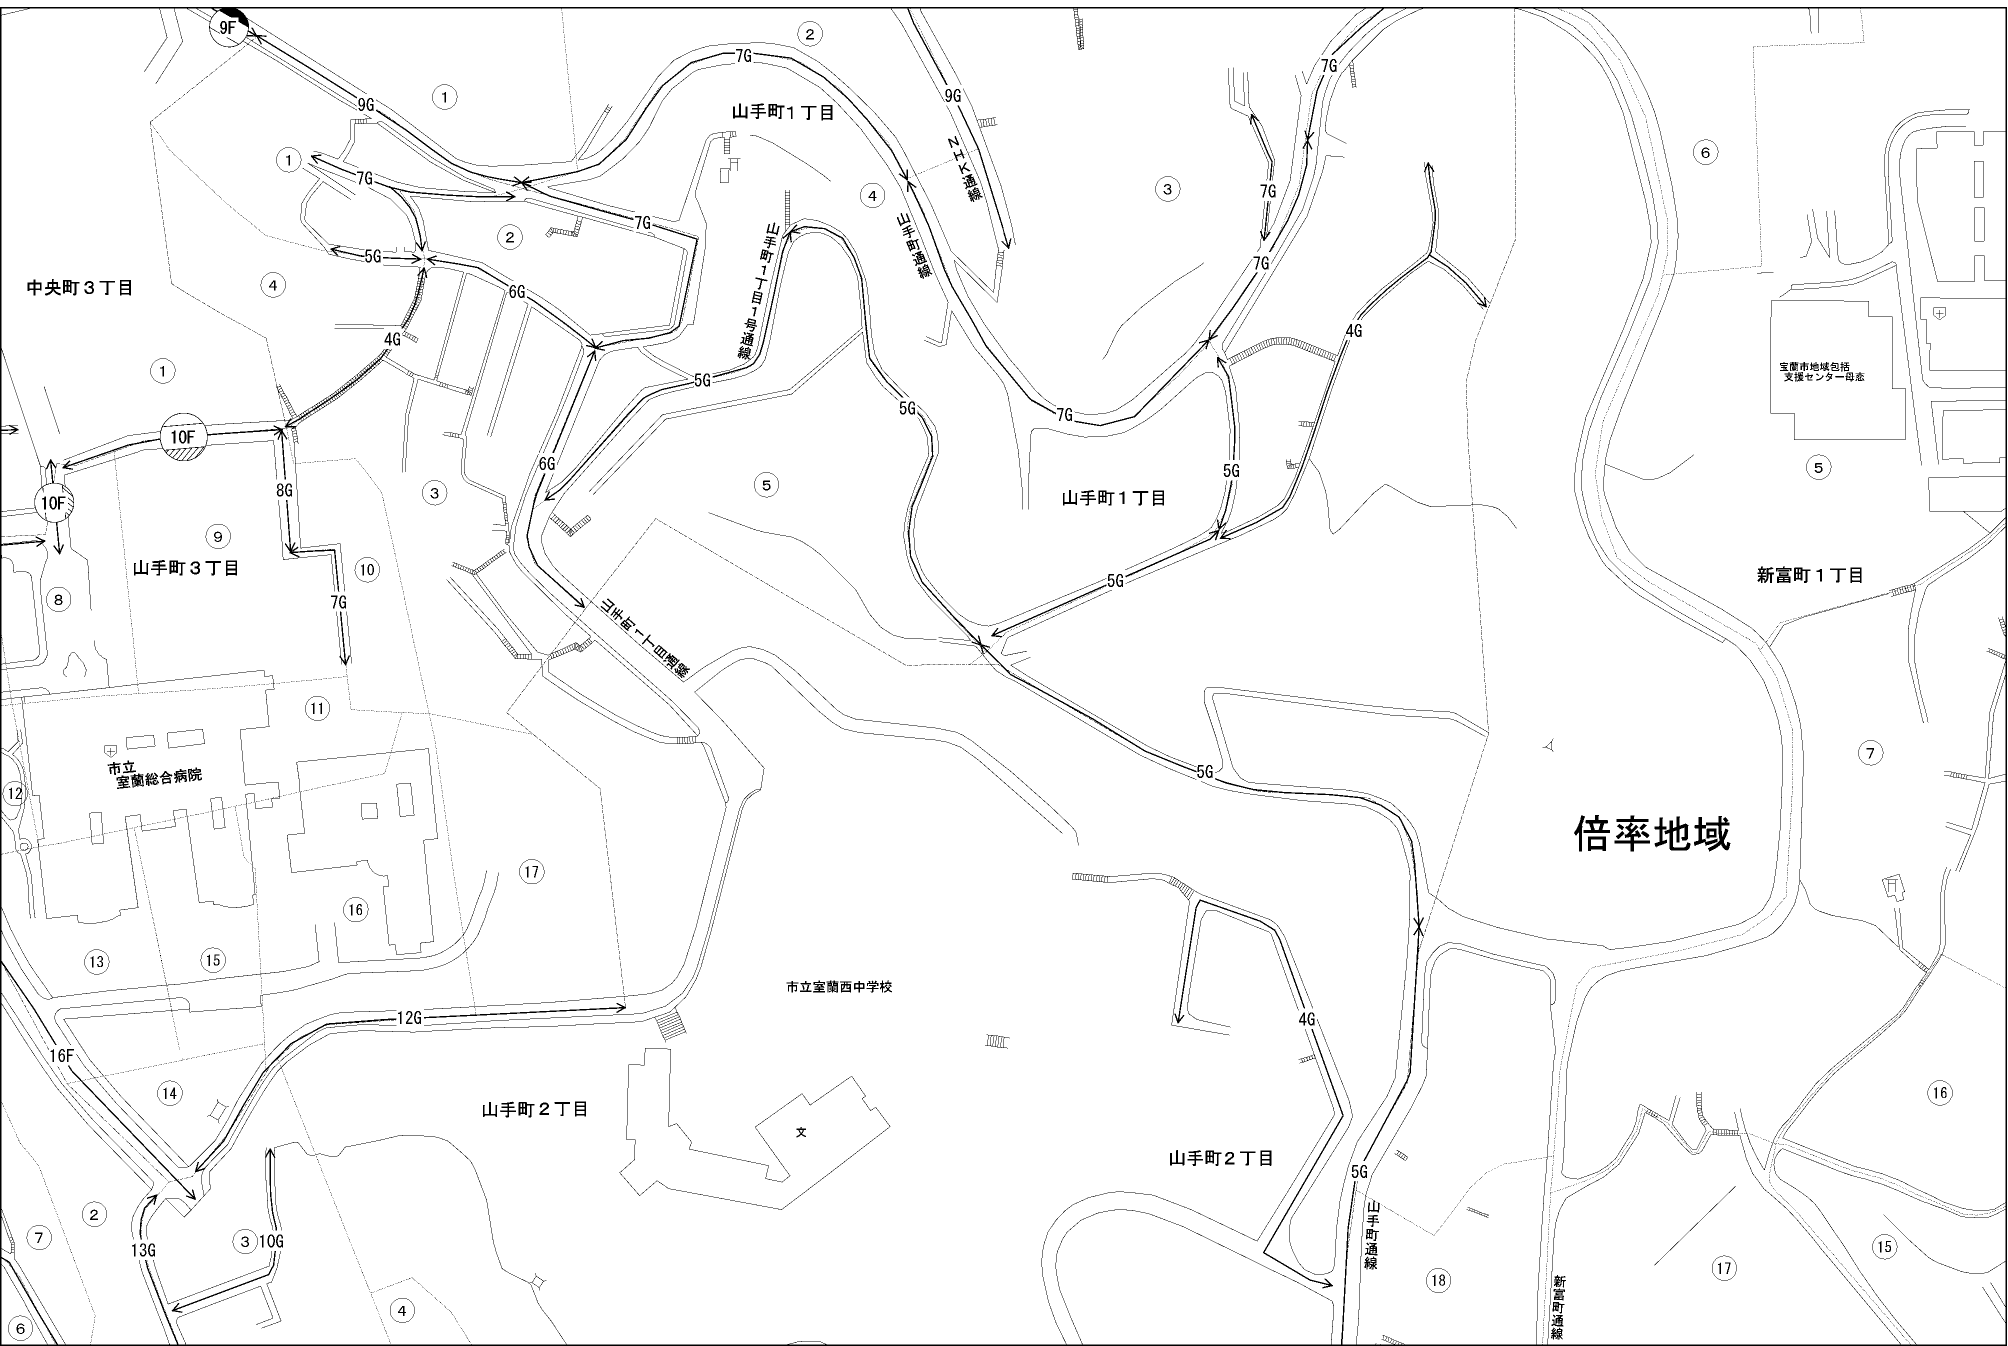 9F
2
1
9G
7G
山手町1丁目
9G
ＮＨＫ通線
7G
6
1
7G
7G
4
3
7G
山手町通線
2
7G
山手町1丁目1号通線
5G
7G
中央町3丁目
4
6G
4G
4G
室蘭市地域包括
支援センター母恋
1
5G
5G
7G
10F
6G
5G
5
8G
3
5
山手町1丁目
10F
9
山手町3丁目
10
5G
新富町1丁目
8
7G
山手町1丁目通線
11
市立
室蘭総合病院
12
5G
7
倍率地域
17
16
13
15
市立室蘭西中学校
12G
4G
16F
14
山手町2丁目
文
16
山手町2丁目
5G
2
7
13G
3
10G
山手町通線
18
17
15
4
6
新富町通線